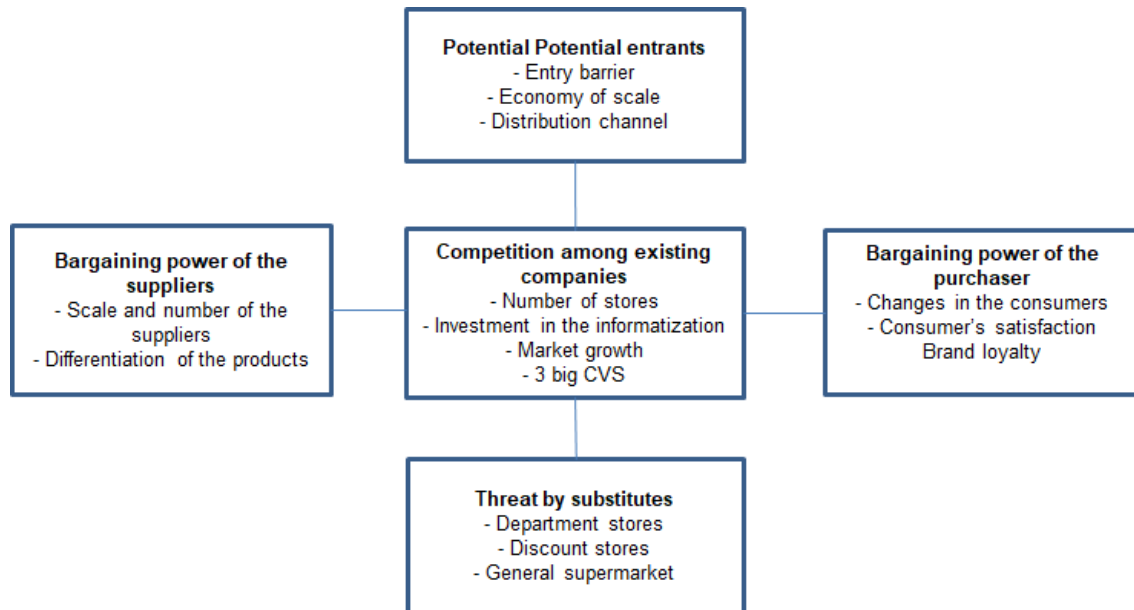 Potential Potential entrants
- Entry barrier
- Economy of scale
- Distribution channel
Bargaining power of the
suppliers
- Scale and number of the
suppliers
- Differentiation of the products
Competition among existing
companies
- Number of stores
- Investment in the informatization
- Market growth
- 3 big CVS
Bargaining power of the
purchaser
- Changes in the consumers
- Consumer's satisfaction
Brand loyalty
Threat by substitutes
- Department stores
- Discount stores
- General supermarket